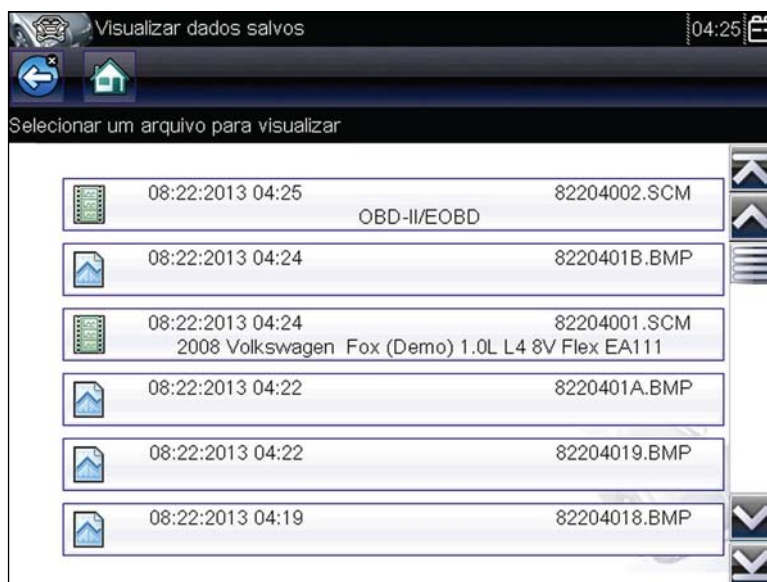 Visualizar dados salvos 04:25
Selecionar um arquivo para visualizar
08:22:2013 04:25 82204002.SCM
OBD-II/EOBD
08:22:2013 04:24 8220401B.BMP
08:22:2013 04:24 82204001.SCM
2008 Volkswagen Fox (Demo) 1.0L L4 8V Flex EA111
08:22:2013 04:22 8220401A.BMP
08:22:2013 04:22 82204019.BMP
08:22:2013 04:19 82204018.BMP